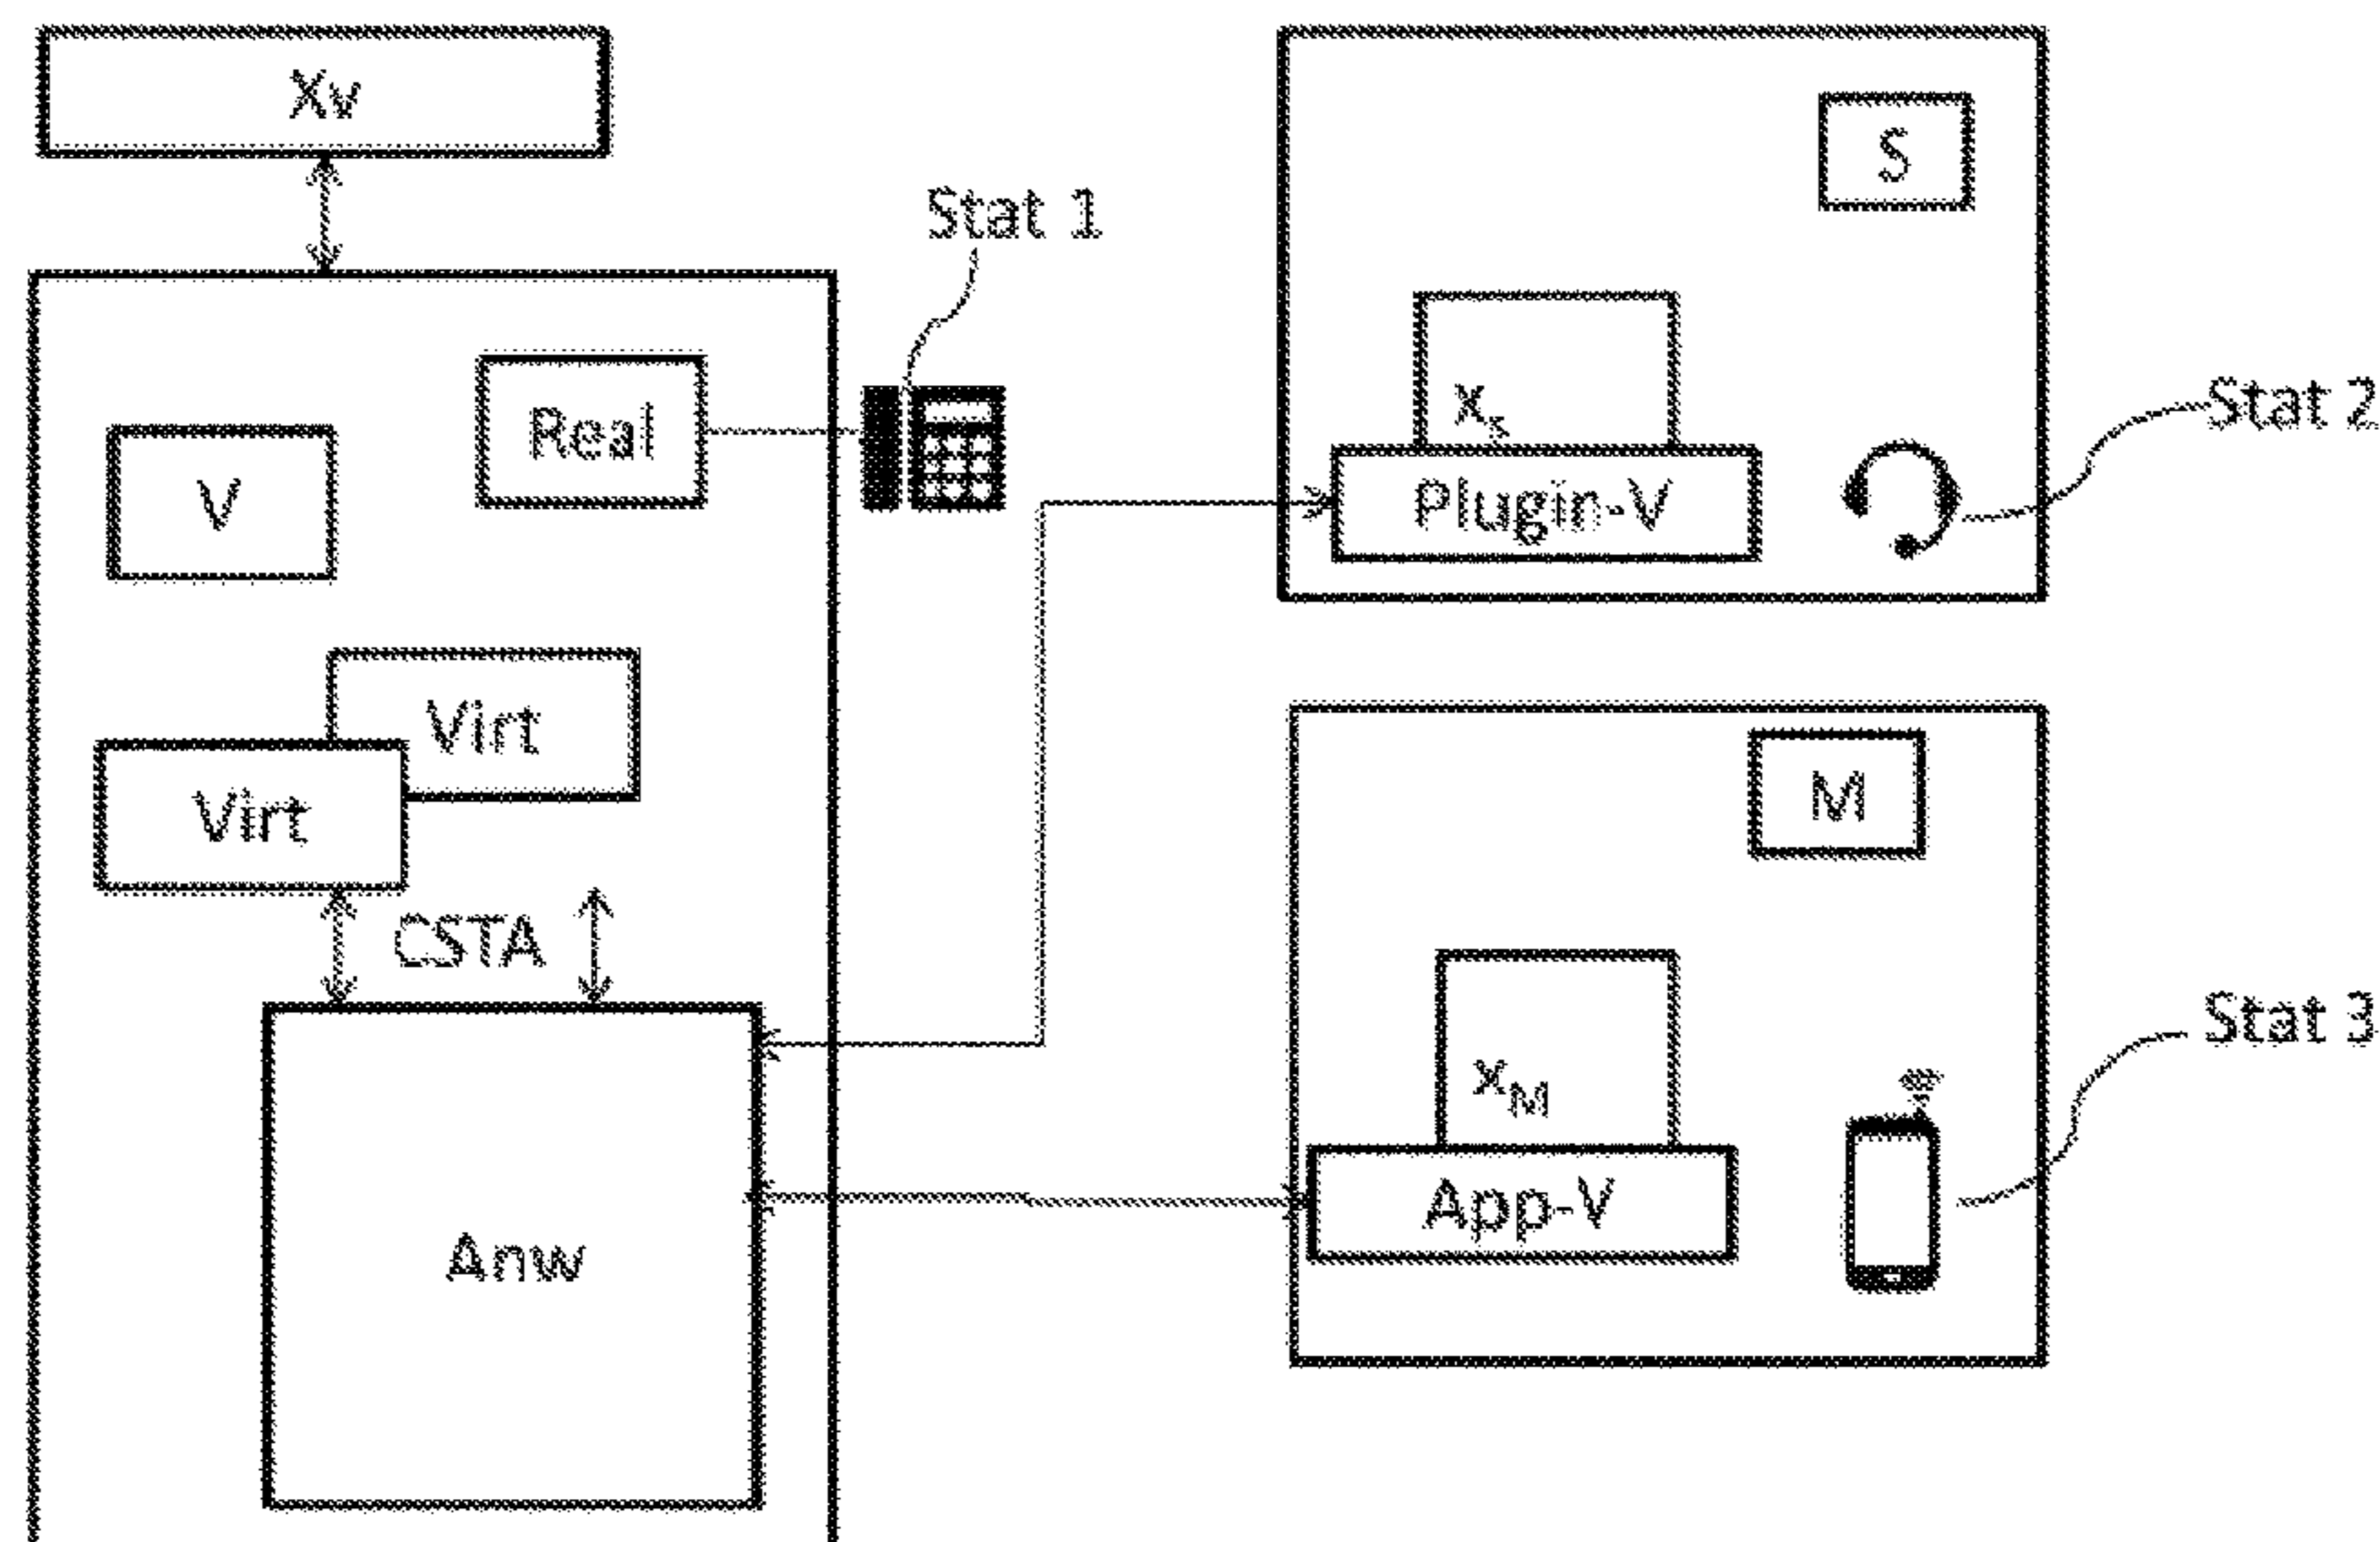 Xv
Stat 1
S
Real
V
Xs
Plugin-V
Stat 2
Virt
Virt
CSTA
Anw
M
XM
App-V
Stat 3